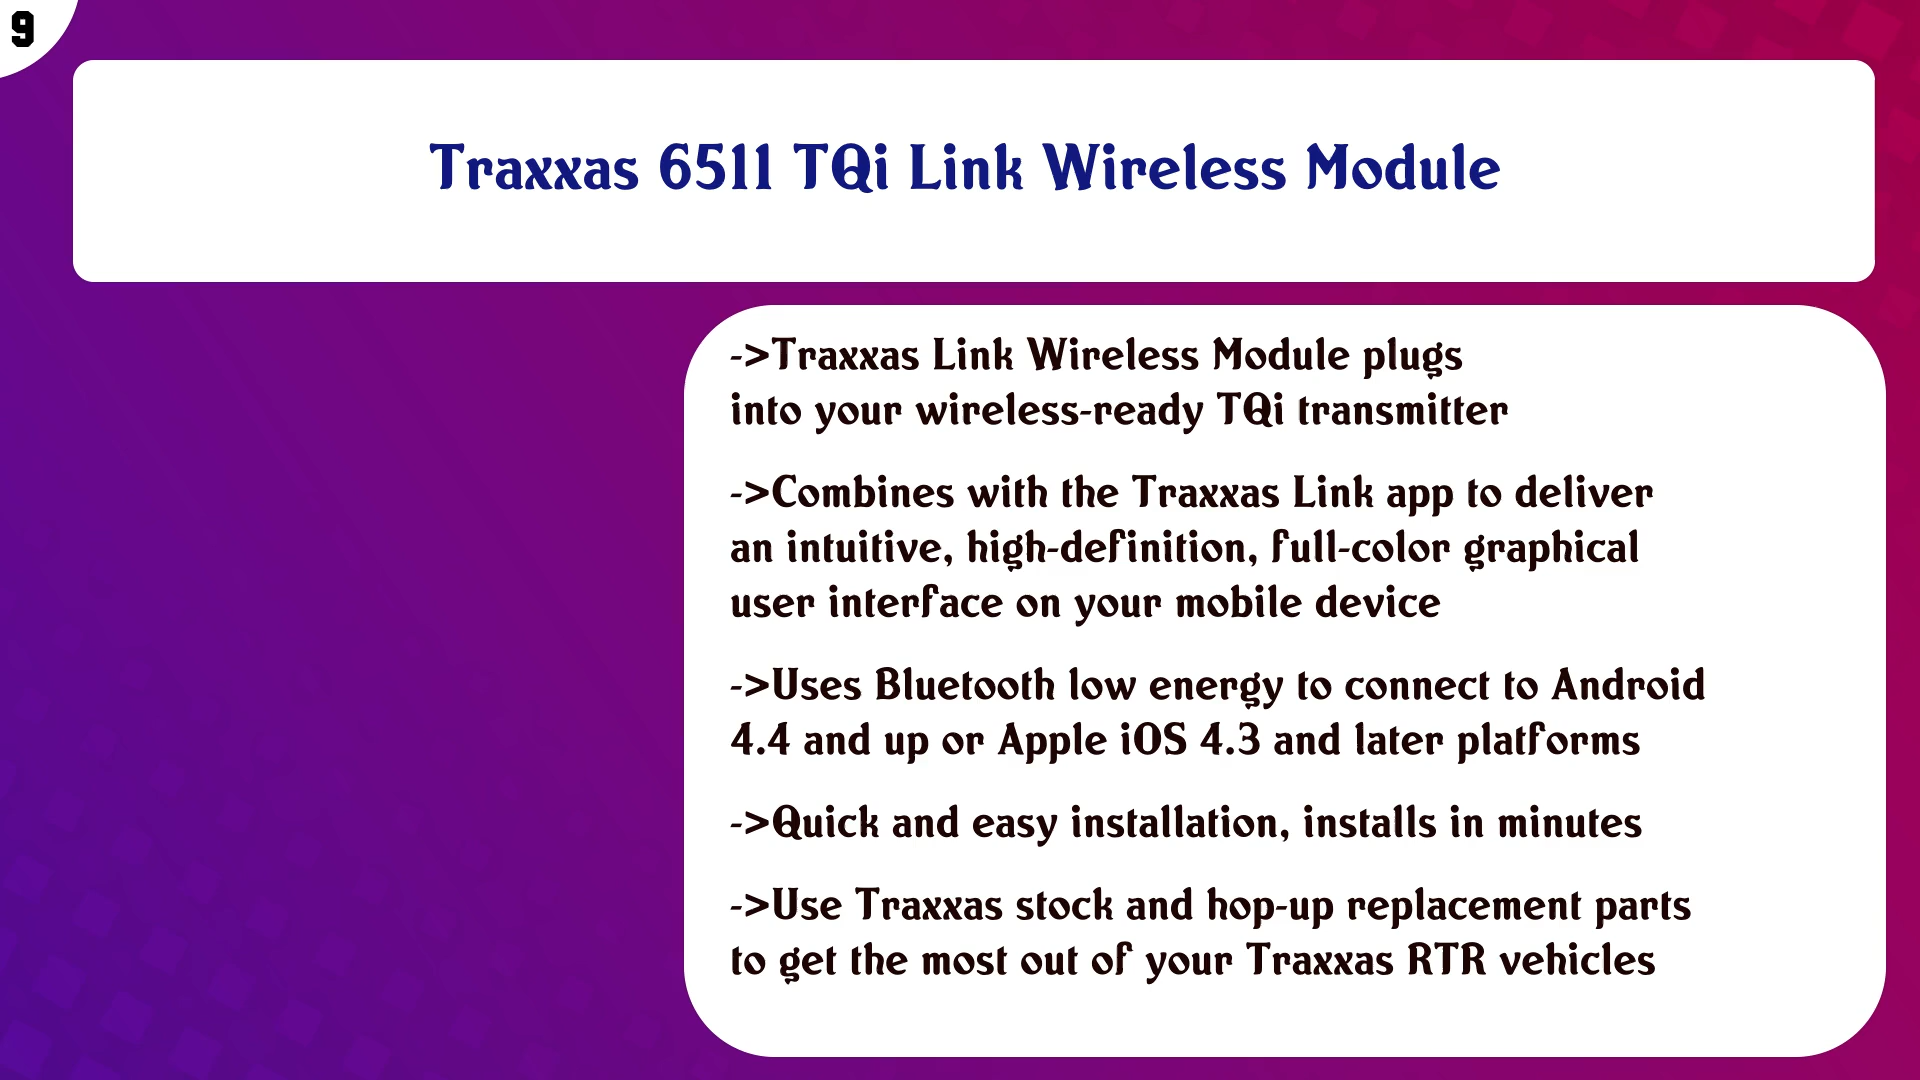 9
Traxxas 6511 TQi Link Wireless Module
->Traxxas Link Wireless Module plugs
into your wireless-ready TQi transmitter
->Combines with the Traxxas Link app to deliver
an intuitive, high-definition, full-color graphical
user interface on your mobile device
->Uses Bluetooth low energy to connect to Android
4.4 and up or Apple iOS 4.3 and later platforms
->Quick and easy installation, installs in minutes
->Use Traxxas stock and hop-up replacement parts
to get the most out of your Traxxas RTR vehicles